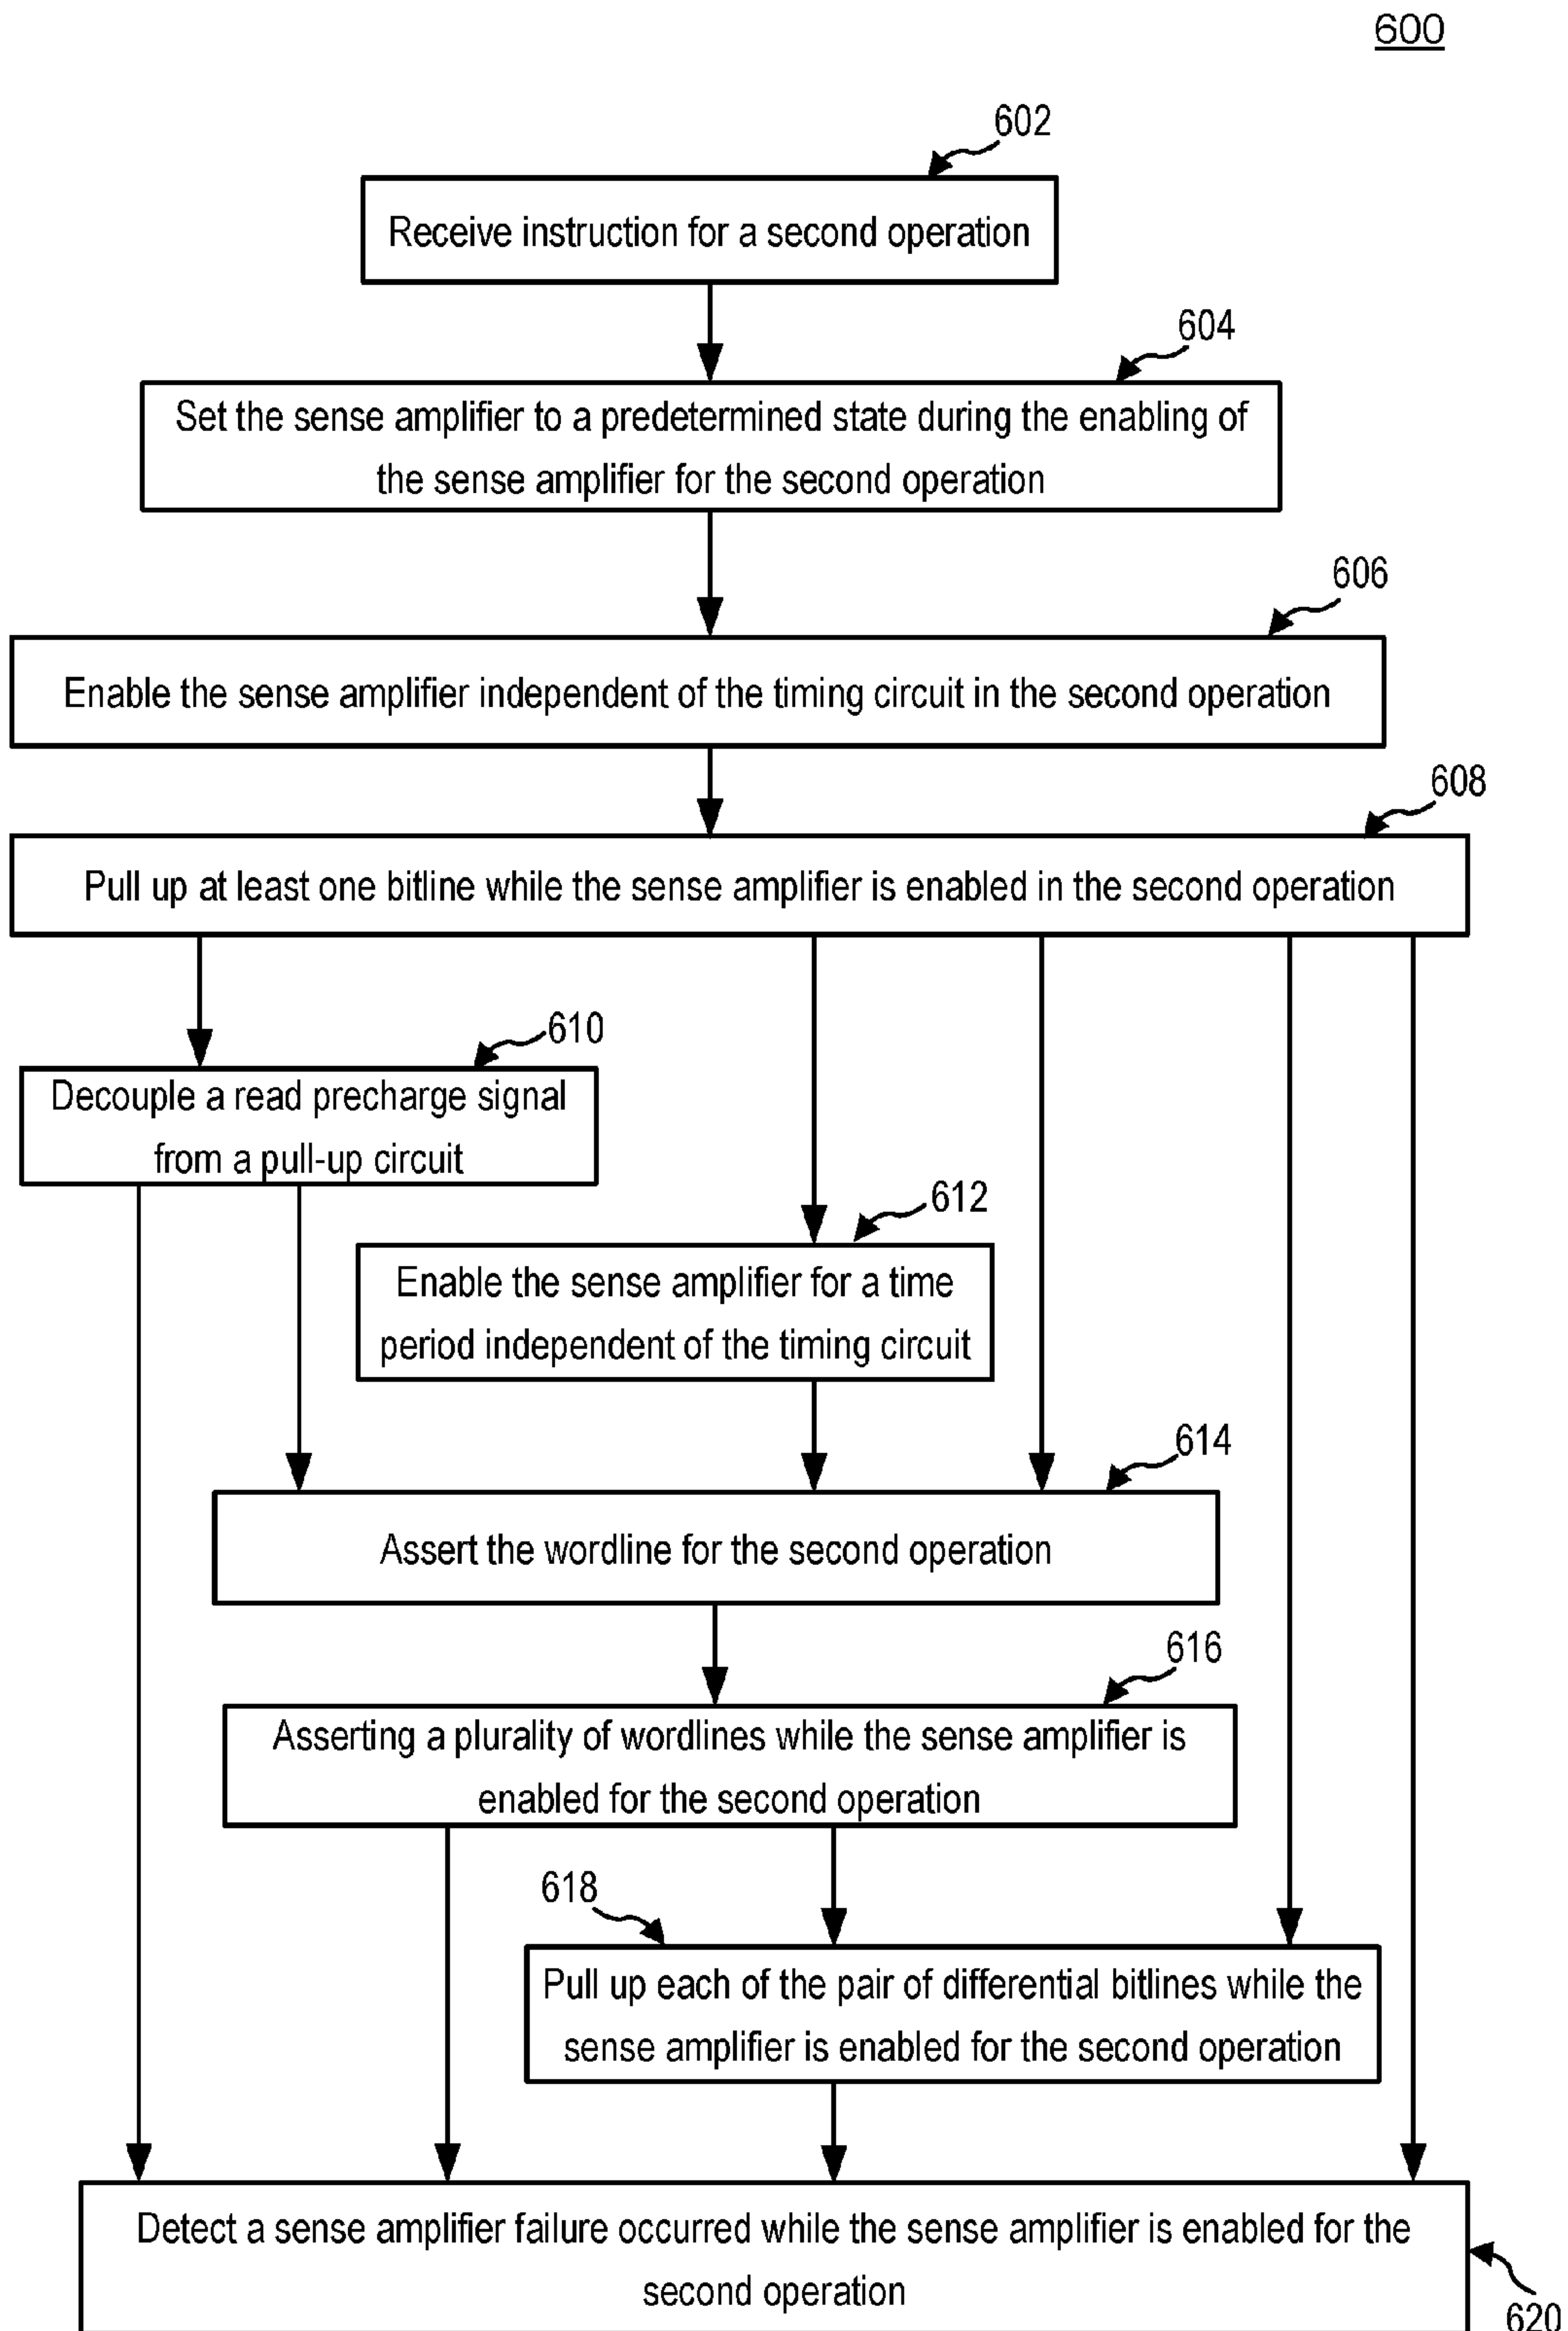 600
602
Receive instruction for a second operation
604
Set the sense amplifier to a predetermined state during the enabling of
the sense amplifier for the second operation
606
Enable the sense amplifier independent of the timing circuit in the second operation
608
Pull up at least one bitline while the sense amplifier is enabled in the second operation
610
Decouple a read precharge signal
from a pull-up circuit
612
Enable the sense amplifier for a time
period independent of the timing circuit
614
Assert the wordline for the second operation
616
Asserting a plurality of wordlines while the sense amplifier is
enabled for the second operation
618
Pull up each of the pair of differential bitlines while the
sense amplifier is enabled for the second operation
Detect a sense amplifier failure occurred while the sense amplifier is enabled for the
second operation
620